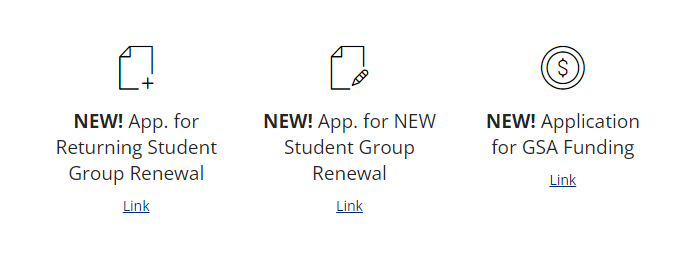 NEW! App. for
Returning Student
Group Renewal
Link
NEW! App. for NEW
Student Group
Renewal
Link
$
NEW! Application
for GSA Funding
Link